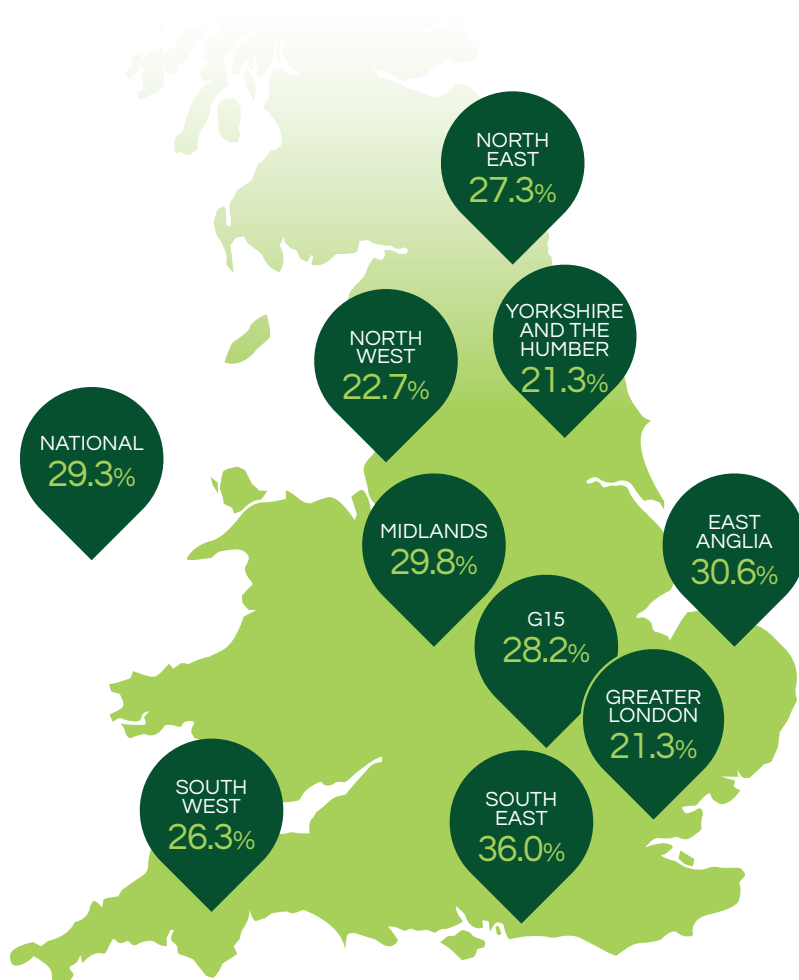 NORTH
EAST
27.3%
YORKSHIRE
AND THE
HUMBER
21.3%
NORTH
WEST
22.7%
NATIONAL
29.3%
MIDLANDS
29.8%
EAST
ANGLIA
30.6%
G15
28.2%
GREATER
LONDON
21.3%
SOUTH
WEST
26.3%
SOUTH
EAST
36.0%